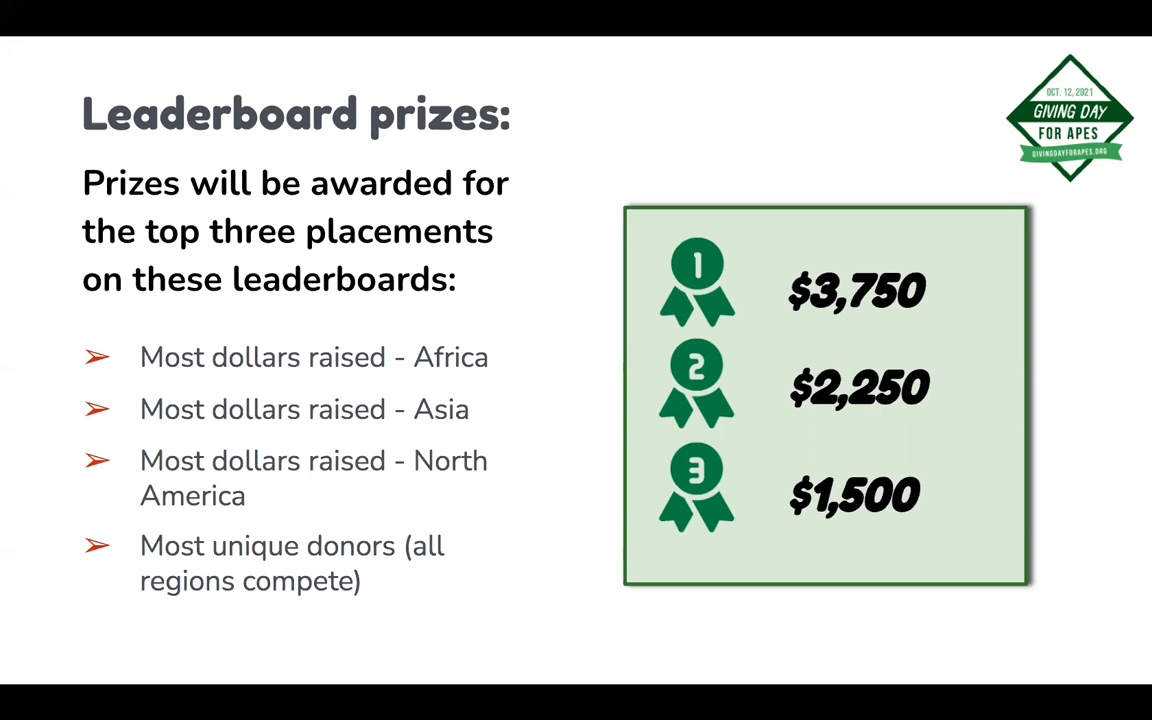 Leaderboard prizes:
Prizes will be awarded for
the top three placements
on these leaderboards:
➢ Most dollars raised - Africa
➢ Most dollars raised - Asia
➢ Most dollars raised - North
America
➢ Most unique donors (all
regions compete)
OCT. 12, 2021
GIVING DAY
FOR APES
GIVINGDAYFORAPES.ORG
1 $3,750
2 $2,250
3 $1,500